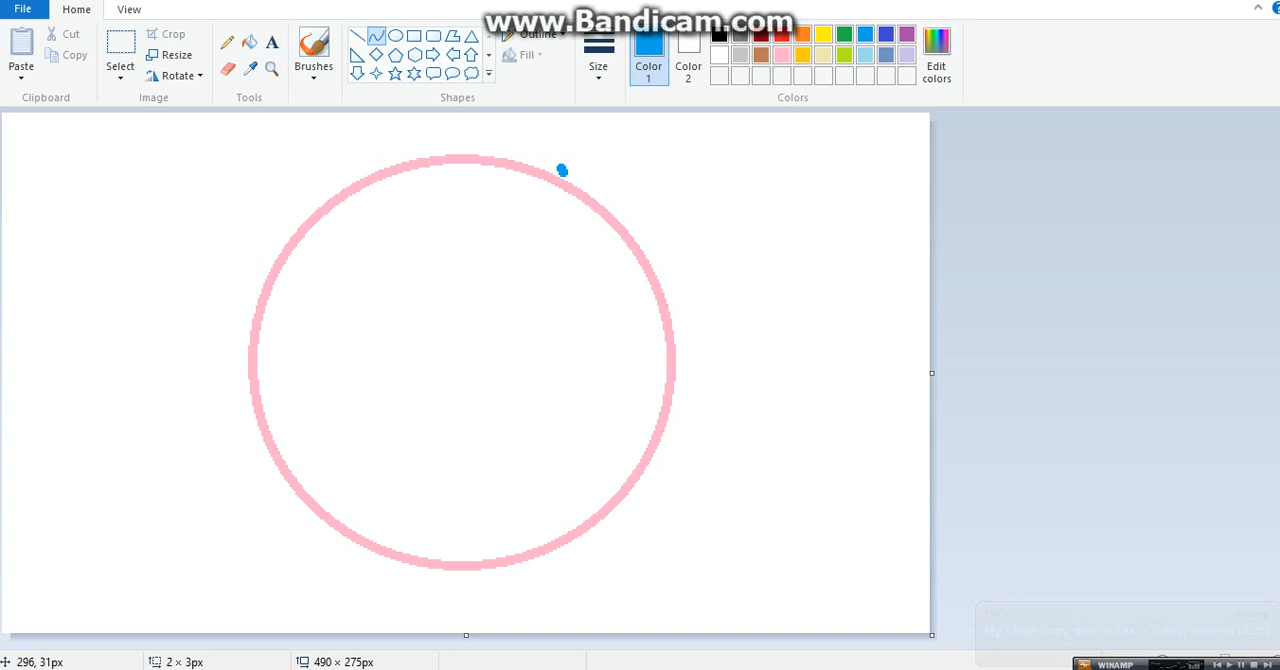 File Home View
www.Bandicam.com
Paste
Cut
Copy
Clipboard
Select
Crop
Resize
Rotate
Image
Tools
Brushes
Shapes
Outline
Fill
Size
Color
1
Color
2
Edit
colors
Colors
296, 31px
2 × 3px
490 × 275px
WINAMP